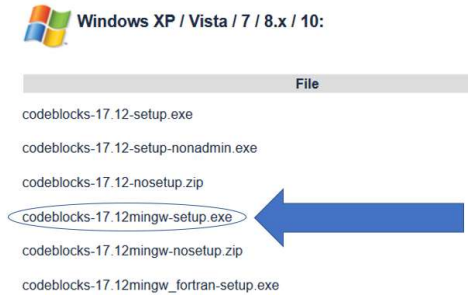 Windows XP / Vista / 7 / 8.x / 10:
File
codeblocks-17.12-setup.exe
codeblocks-17.12-setup-nonadmin.exe
codeblocks-17.12-nosetup.zip
codeblocks-17.12mingw-setup.exe
codeblocks-17.12mingw-nosetup.zip
codeblocks-17.12mingw_fortran-setup.exe